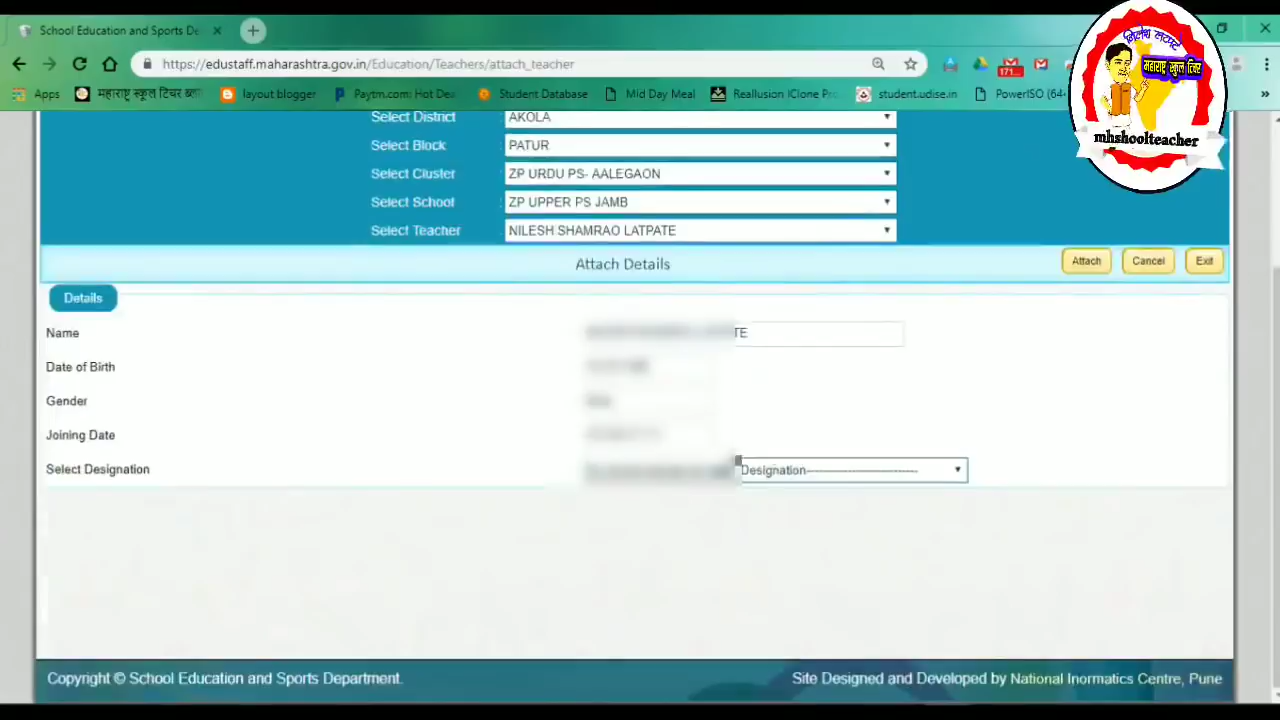 School Education and Sports De
https://edustaff.maharashtra.gov.in/Education/Teachers/attach_teacher
Apps
महाराष्ट्र स्कूल टिचर ब्ला
layout blogger
Paytm.com: Hot De
Student Database
Mid Day Meal
Reallusion iClone Pro
student.udise.in
PowerISO (64-
171...
महाराष्ट्र स्कूल टिचर
mhshoolteacher
Select District AKOLA
Select Block : PATUR
Select Cluster ZP URDU PS- AALEGAON
Select School : ZP UPPER PS JAMB
Select Teacher NILESH SHAMRAO LATPATE
Attach Details
Attach Cancel Exit
Details
Name TE
Date of Birth
Gender
Joining Date
Select Designation Designation----------------------------
Copyright © School Education and Sports Department.
Site Designed and Developed by National Inormatics Centre, Pune